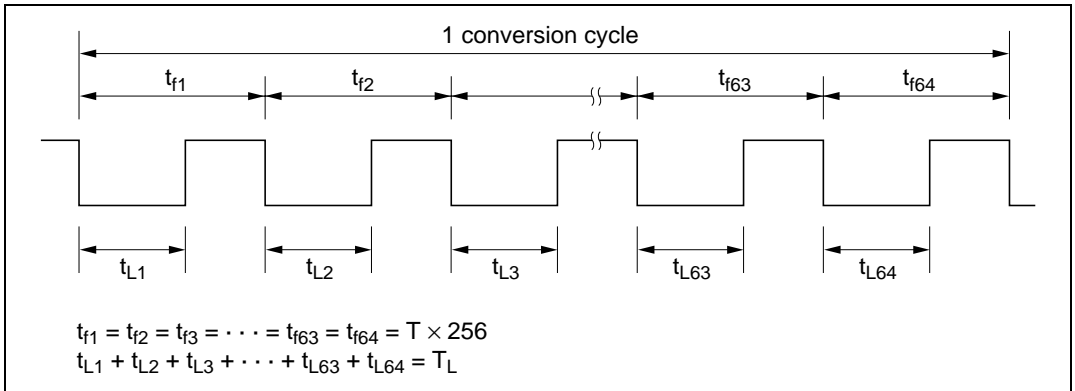 1 conversion cycle
tf1 tf2 tf63 tf64
tL1 tL2 tL3 tL63 tL64
tf1 = tf2 = tf3 = · · · = tf63 = tf64 = T × 256
tL1 + tL2 + tL3 + · · · + tL63 + tL64 = TL